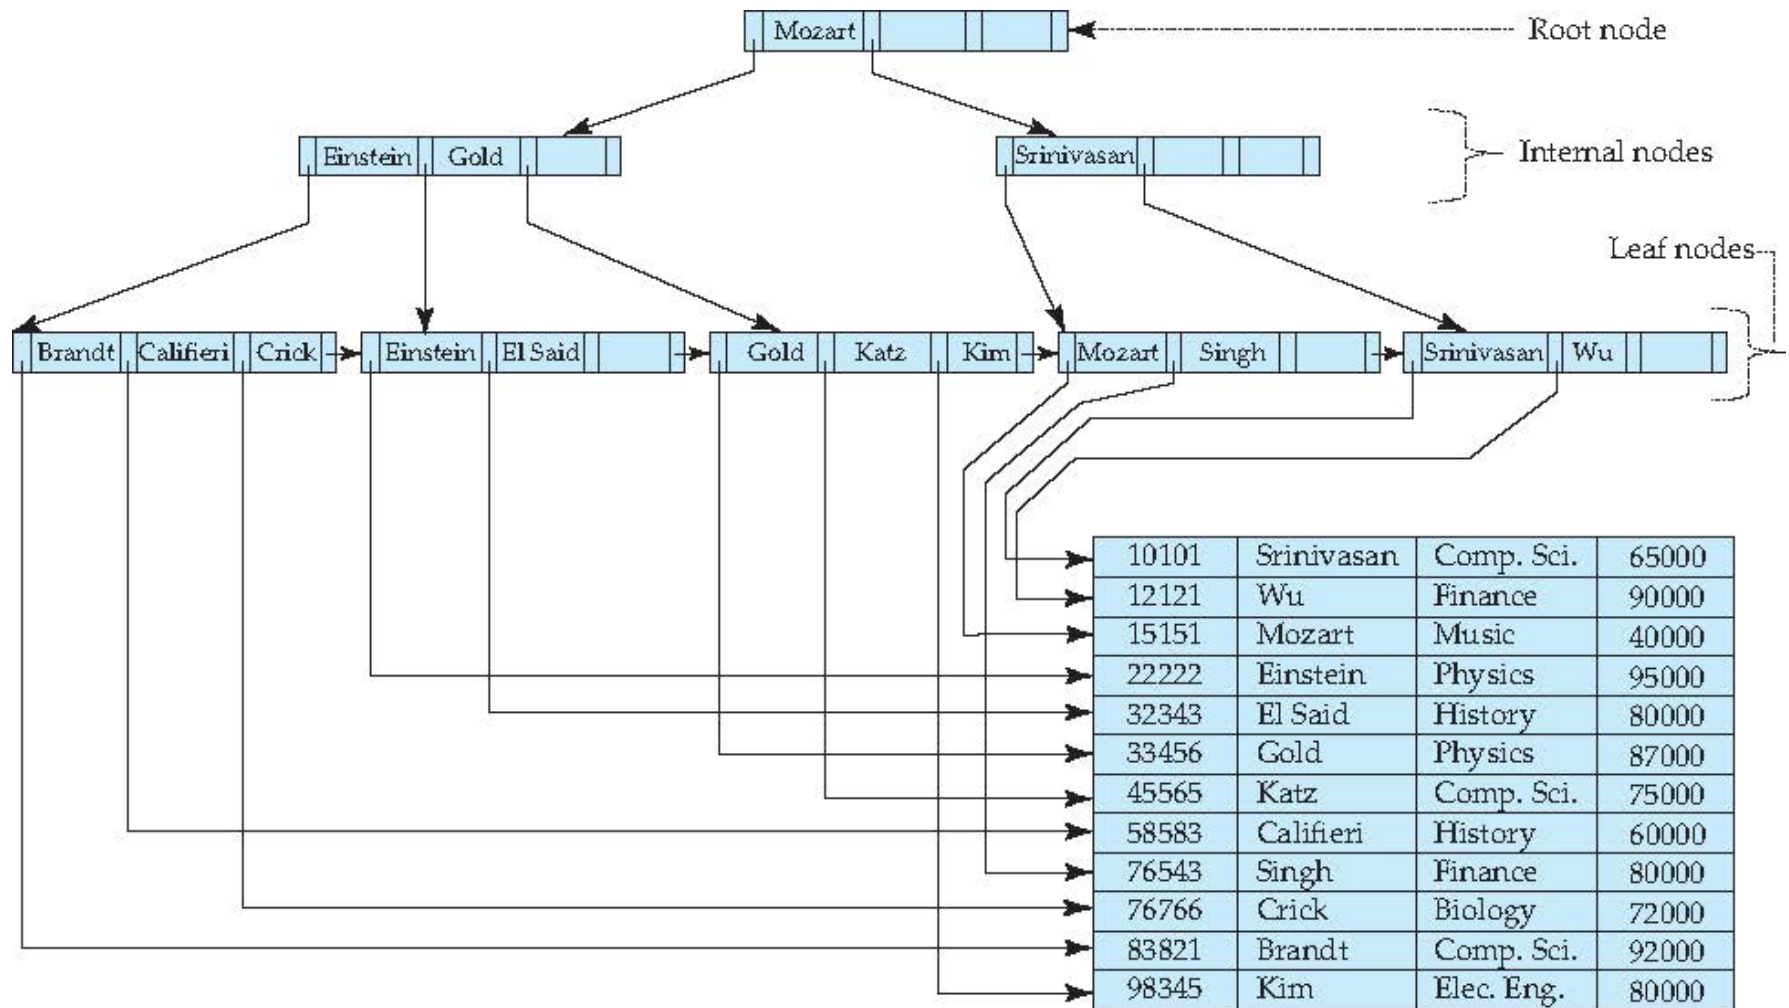 Mozart
Root node
Einstein Gold
Srinivasan
Internal nodes
Leaf nodes
Brandt Califieri Crick
Einstein El Said
Gold Katz Kim
Mozart Singh
Srinivasan Wu
10101 Srinivasan Comp. Sci. 65000
12121 Wu Finance 90000
15151 Mozart Music 40000
22222 Einstein Physics 95000
32343 El Said History 80000
33456 Gold Physics 87000
45565 Katz Comp. Sci. 75000
58583 Califieri History 60000
76543 Singh Finance 80000
76766 Crick Biology 72000
83821 Brandt Comp. Sci. 92000
98345 Kim Elec. Eng. 80000